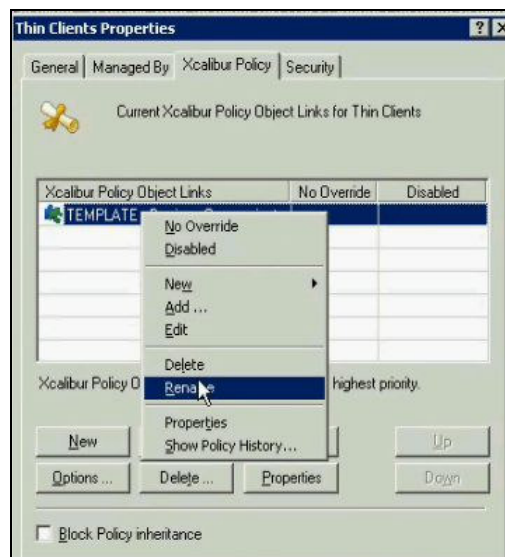 Thin Clients Properties ? X
General Managed By Xcalibur Policy Security
Current Xcalibur Policy Object Links for Thin Clients
Xcalibur Policy Object Links No Override Disabled
TEMPLATE
No Override
Disabled
New
Add ...
Edit
Delete
Xcalibur Policy O highest priority.
Rename
Properties
New Show Policy History... Up
Options ... Delete ... Properties Down
Block Policy inheritance